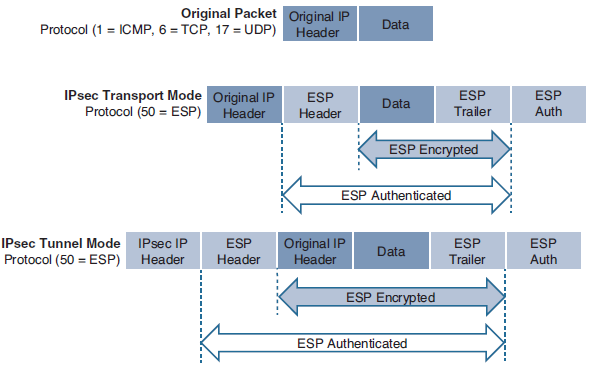 Original Packet
Protocol (1 = ICMP, 6 = TCP, 17 = UDP)
Original IP
Header
Data
IPsec Transport Mode
Protocol (50 = ESP)
Original IP
Header
ESP
Header
Data
ESP
Trailer
ESP
Auth
ESP Encrypted
ESP Authenticated
IPsec Tunnel Mode
Protocol (50 = ESP)
IPsec IP
Header
ESP
Header
Original IP
Header
Data
ESP
Trailer
ESP
Auth
ESP Encrypted
ESP Authenticated